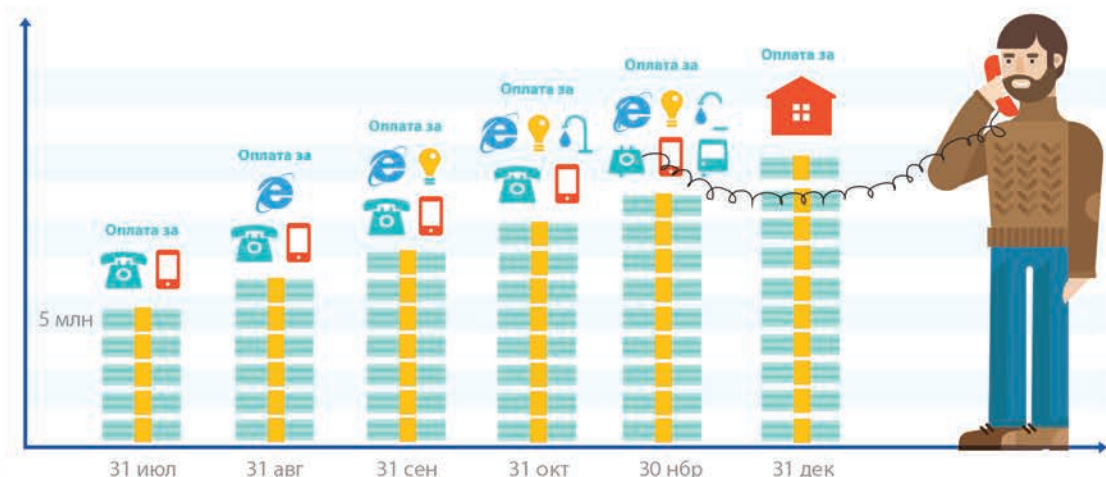 Оплата за
Оплата за
Оплата за
Оплата за
Оплата за
Оплата за
5 млн
31 июл
31 авг
31 сен
31 окт
30 нбр
31 дек